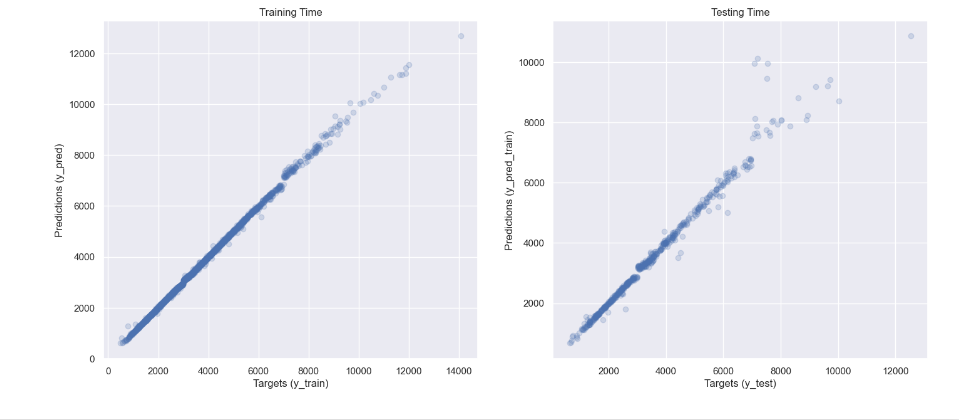 Training Time
Predictions (y_pred)
12000
10000
8000
6000
4000
2000
0
0 2000 4000 6000 8000 10000 12000 14000
Targets (y_train)
Testing Time
Predictions (y_pred_train)
10000
8000
6000
4000
2000
2000 4000 6000 8000 10000 12000
Targets (y_test)